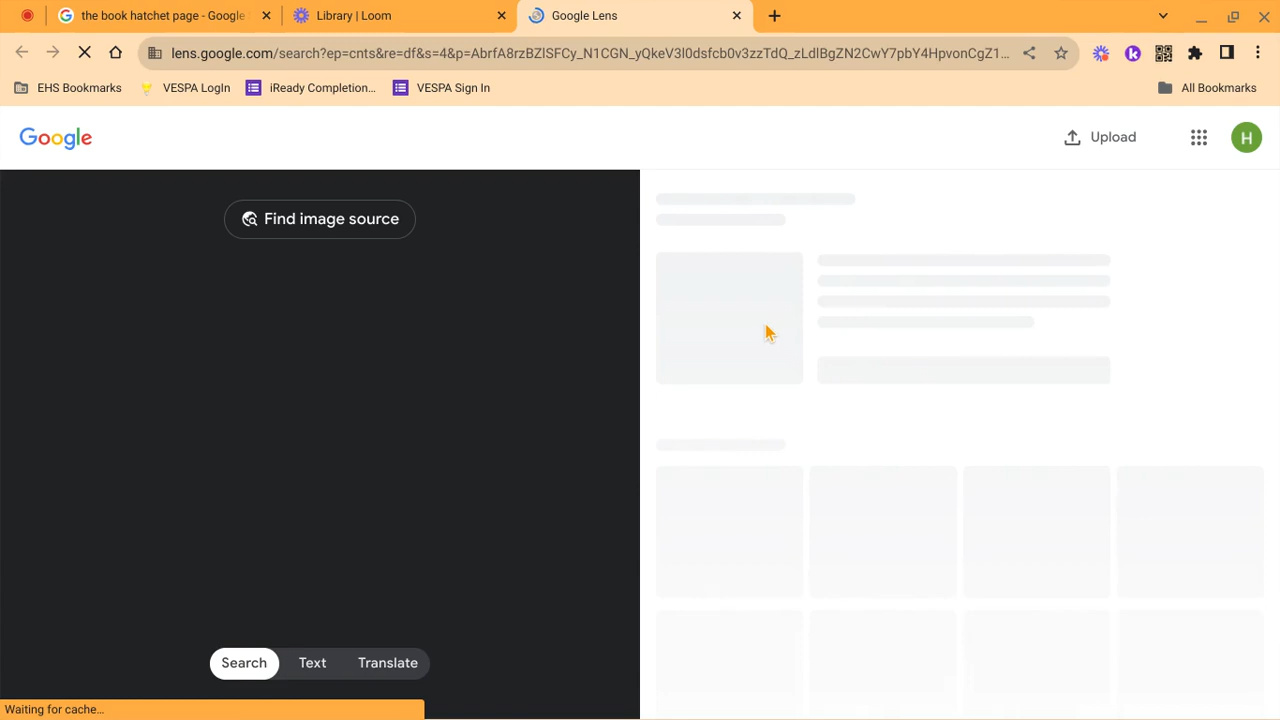 the book hatchet page - Google
Library | Loom
Google Lens
lens.google.com/search?ep=cnts&re=df&s=4&p=AbrfA8rzBZlSFCy_N1CGN_yQkeV3l0dsfcb0v3zzTdQ_zLdlBgZN2CwY7pbY4HpvonCgZ1...
EHS Bookmarks
VESPA LogIn
iReady Completion...
VESPA Sign In
All Bookmarks
Google
Upload
H
Find image source
Search
Text
Translate
Waiting for cache...